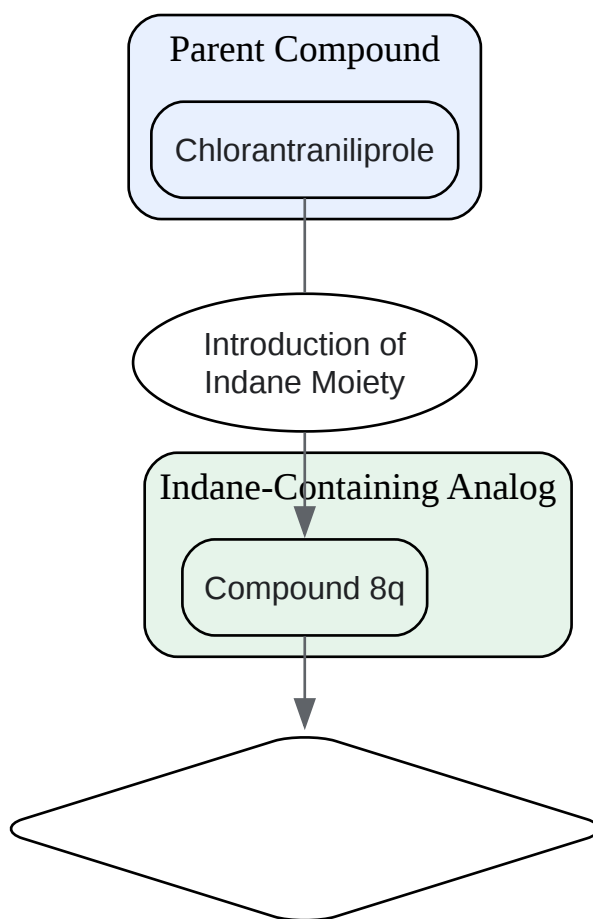 Parent Compound
Chlorantraniliprole
Introduction of
Indane Moiety
Indane-Containing Analog
Compound 8q